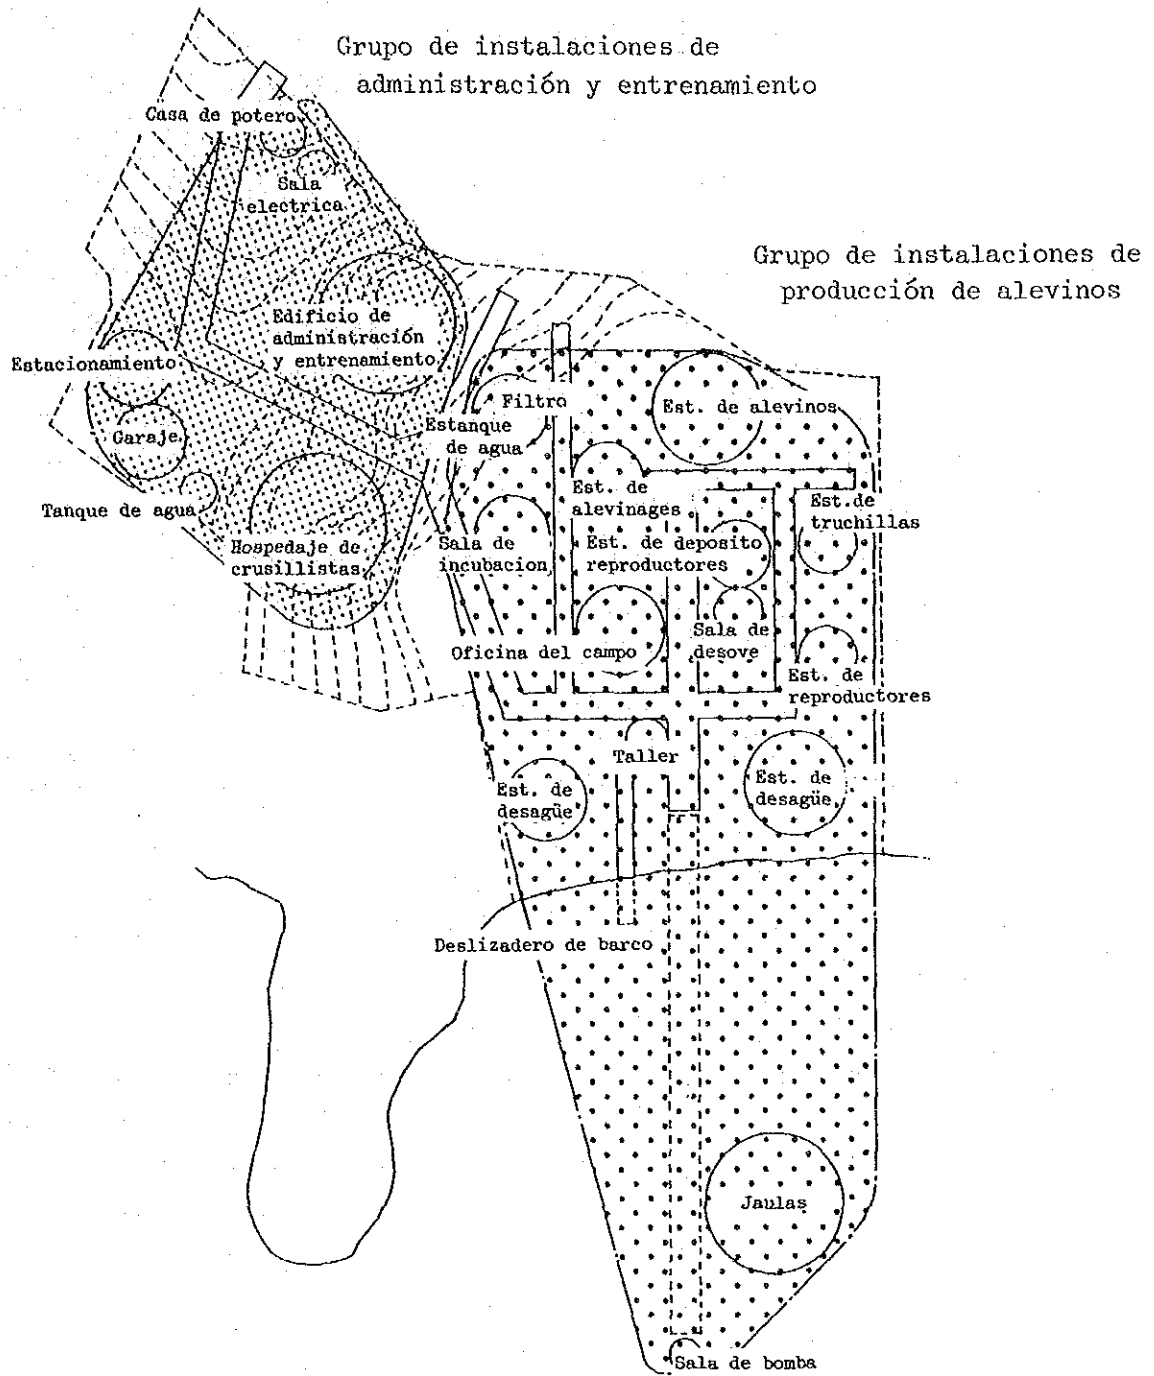 Grupo de instalaciones de
administración y entrenamiento
Casa de potero
Sala
electrica
Grupo de instalaciones de
producción de alevinos
Edificio de
administración
y entrenamiento
Estacionamiento
Garaje
Tanque de agua
Hospedaje de
crusillistas
Filtro
Estanque
de agua
Est. de alevinos
Est. de
alevinages
Est.de
truchillas
Sala de
incubacion
Est. de deposito
reproductores
Oficina del campo
Sala de
desove
Est. de
reproductores
Taller
Est. de
desagüe
Est. de
desagüe
Deslizadero de barco
Jaulas
Sala de bomba